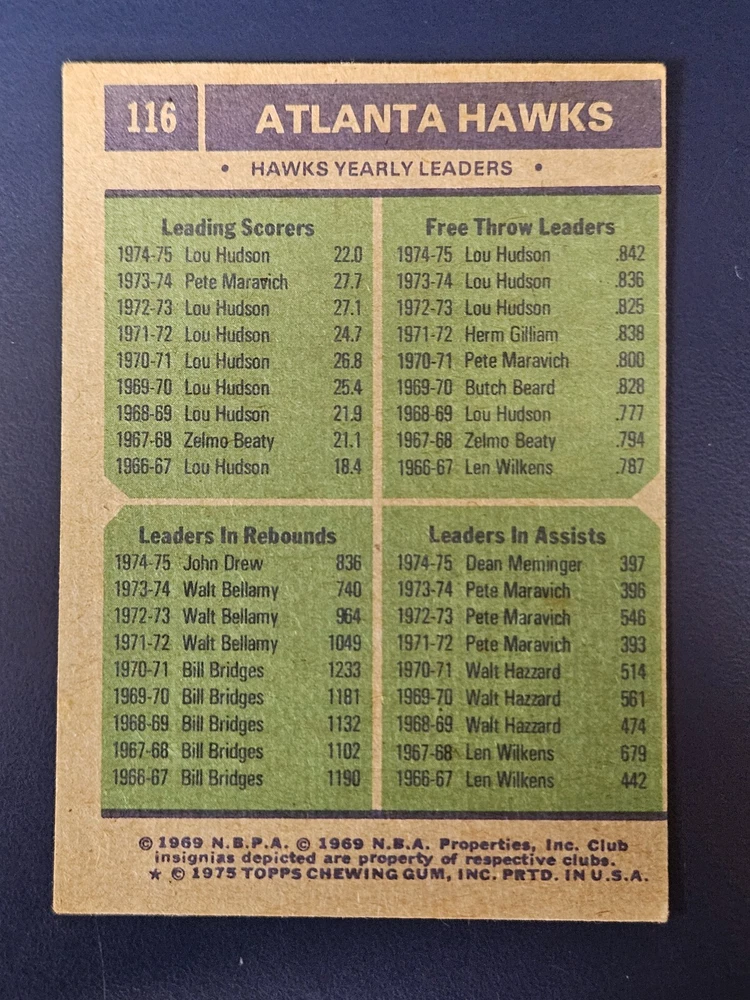 116 ATLANTA HAWKS
• HAWKS YEARLY LEADERS •
Leading Scorers
1974-75 Lou Hudson 22.0
1973-74 Pete Maravich 27.7
1972-73 Lou Hudson 27.1
1971-72 Lou Hudson 24.7
1970-71 Lou Hudson 26.8
1969-70 Lou Hudson 25.4
1968-69 Lou Hudson 21.9
1967-68 Zelmo Beaty 21.1
1966-67 Lou Hudson 18.4
Free Throw Leaders
1974-75 Lou Hudson .842
1973-74 Lou Hudson .836
1972-73 Lou Hudson .825
1971-72 Herm Gilliam .838
1970-71 Pete Maravich .800
1969-70 Butch Beard .828
1968-69 Lou Hudson .777
1967-68 Zelmo Beaty .794
1966-67 Len Wilkens .787
Leaders In Rebounds
1974-75 John Drew 836
1973-74 Walt Bellamy 740
1972-73 Walt Bellamy 964
1971-72 Walt Bellamy 1049
1970-71 Bill Bridges 1233
1969-70 Bill Bridges 1181
1968-69 Bill Bridges 1132
1967-68 Bill Bridges 1102
1966-67 Bill Bridges 1190
Leaders In Assists
1974-75 Dean Meminger 397
1973-74 Pete Maravich 396
1972-73 Pete Maravich 546
1971-72 Pete Maravich 393
1970-71 Walt Hazzard 514
1969-70 Walt Hazzard 561
1968-69 Walt Hazzard 474
1967-68 Len Wilkens 679
1966-67 Len Wilkens 442
© 1969 N.B.P.A. © 1969 N.B.A. Properties, Inc. Club
insignias depicted are property of respective clubs.
★ © 1975 TOPPS CHEWING GUM, INC. PRTD. IN U.S.A.